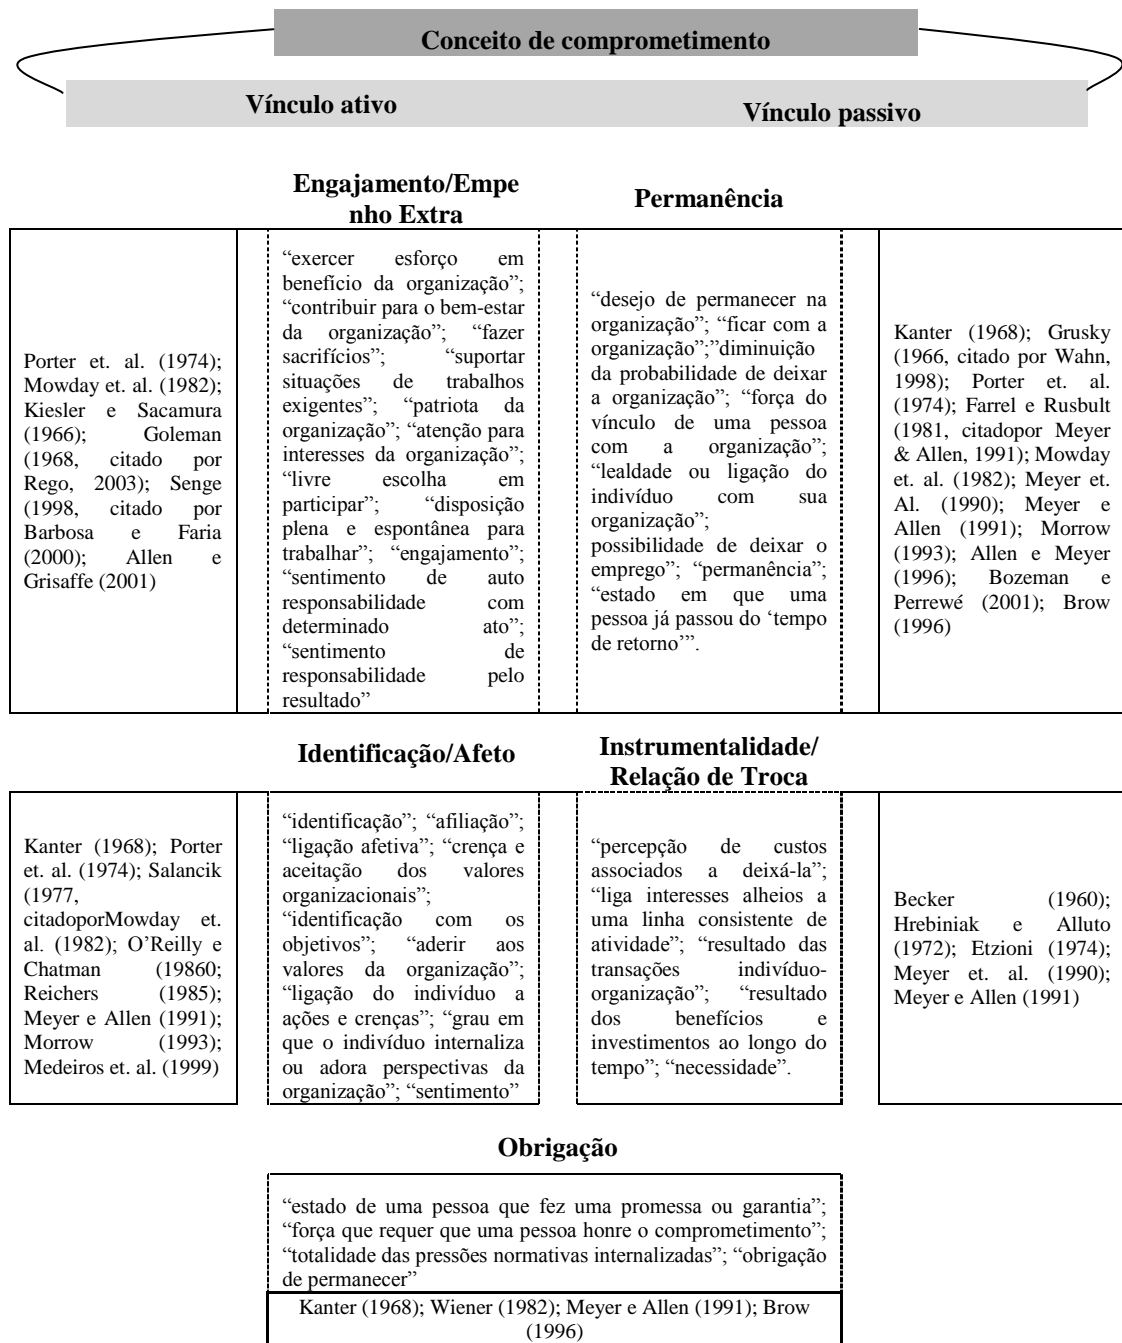 Conceito de comprometimento
Vínculo ativo
Vínculo passivo
Engajamento/Empe
nho Extra
Permanência
Porter et. al. (1974);
Mowday et. al. (1982);
Kiesler e Sacamura
(1966); Goleman
(1968, citado por
Rego, 2003); Senge
(1998, citado por
Barbosa e Faria
(2000); Allen e
Grisaffe (2001)
“exercer esforço em
benefício da organização”;
“contribuir para o bem-estar
da organização”; “fazer
sacrifícios”; “suportar
situações de trabalhos
exigentes”; “patriota da
organização”; “atenção para
interesses da organização”;
“livre escolha em
participar”; “disposição
plena e espontânea para
trabalhar”; “engajamento”;
“sentimento de auto
responsabilidade com
determinado ato”;
“sentimento de
responsabilidade pelo
resultado”
“desejo de permanecer na
organização”; “ficar com a
organização”;”diminuição
da probabilidade de deixar
a organização”; “força do
vínculo de uma pessoa
com a organização”;
“lealdade ou ligação do
indivíduo com sua
organização”;
possibilidade de deixar o
emprego”; “permanência”;
“estado em que uma
pessoa já passou do ‘tempo
de retorno’”.
Kanter (1968); Grusky
(1966, citado por Wahn,
1998); Porter et. al.
(1974); Farrel e Rusbult
(1981, citadopor Meyer
& Allen, 1991); Mowday
et. al. (1982); Meyer et.
Al. (1990); Meyer e
Allen (1991); Morrow
(1993); Allen e Meyer
(1996); Bozeman e
Perrewé (2001); Brow
(1996)
Identificação/Afeto
Instrumentalidade/
Relação de Troca
Kanter (1968); Porter
et. al. (1974); Salancik
(1977,
citadoporMowday et.
al. (1982); O’Reilly e
Chatman (19860;
Reichers (1985);
Meyer e Allen (1991);
Morrow (1993);
Medeiros et. al. (1999)
“identificação”; “afiliação”;
“ligação afetiva”; “crença e
aceitação dos valores
organizacionais”;
“identificação com os
objetivos”; “aderir aos
valores da organização”;
“ligação do indivíduo a
ações e crenças”; “grau em
que o indivíduo internaliza
ou adora perspectivas da
organização”; “sentimento”
“percepção de custos
associados a deixá-la”;
“liga interesses alheios a
uma linha consistente de
atividade”; “resultado das
transações indivíduo-
organização”; “resultado
dos benefícios e
investimentos ao longo do
tempo”; “necessidade”.
Becker (1960);
Hrebiniak e Alluto
(1972); Etzioni (1974);
Meyer et. al. (1990);
Meyer e Allen (1991)
Obrigação
“estado de uma pessoa que fez uma promessa ou garantia”;
“força que requer que uma pessoa honre o comprometimento”;
“totalidade das pressões normativas internalizadas”; “obrigação
de permanecer”
Kanter (1968); Wiener (1982); Meyer e Allen (1991); Brow
(1996)